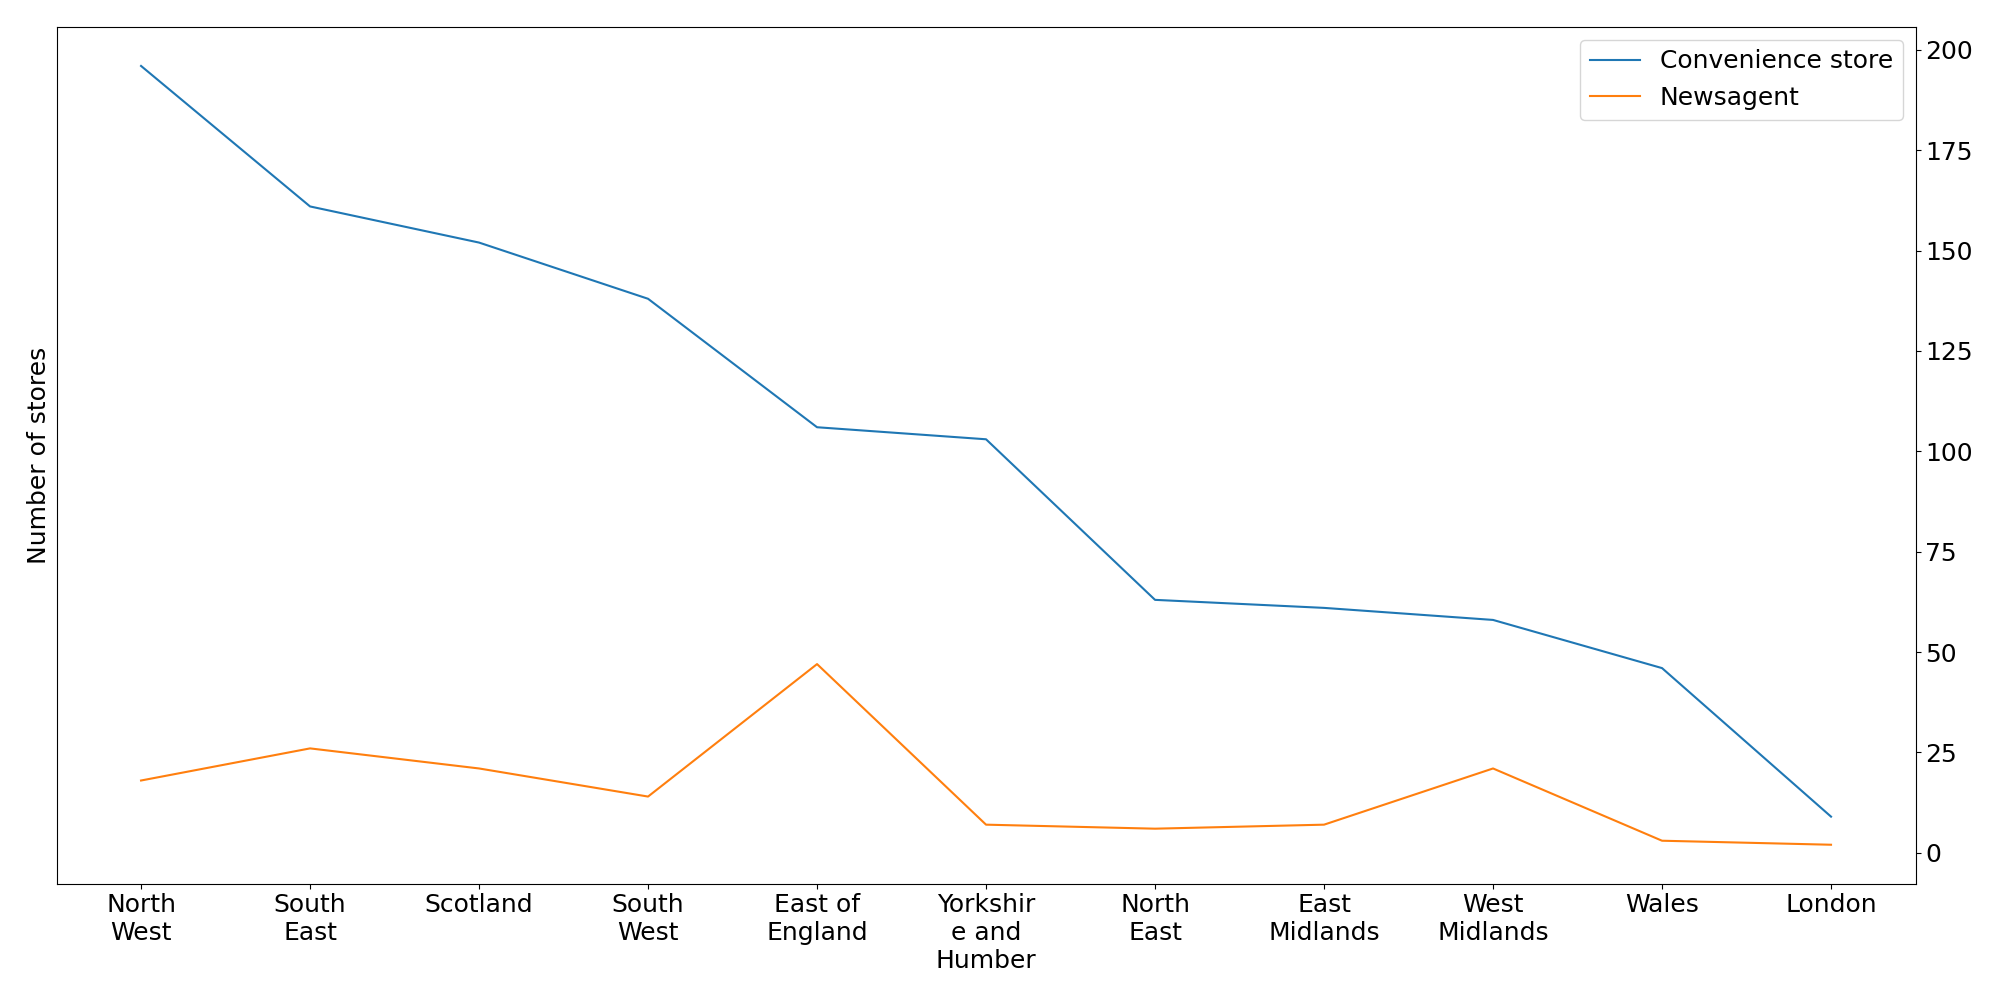 Convenience store
Newsagent
Number of stores
200
175
150
125
100
75
50
25
0
North
West
South
East
Scotland
South
West
East of
England
Yorkshir
e and
Humber
North
East
East
Midlands
West
Midlands
Wales
London